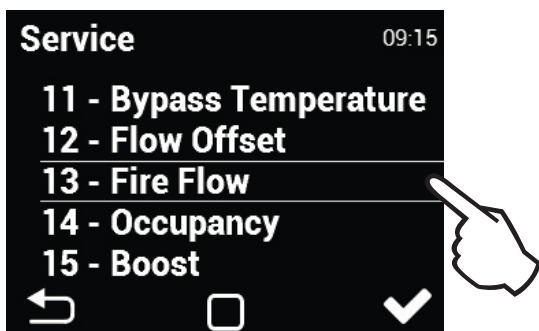 Service 09:15
11 - Bypass Temperature
12 - Flow Offset
13 - Fire Flow
14 - Occupancy
15 - Boost